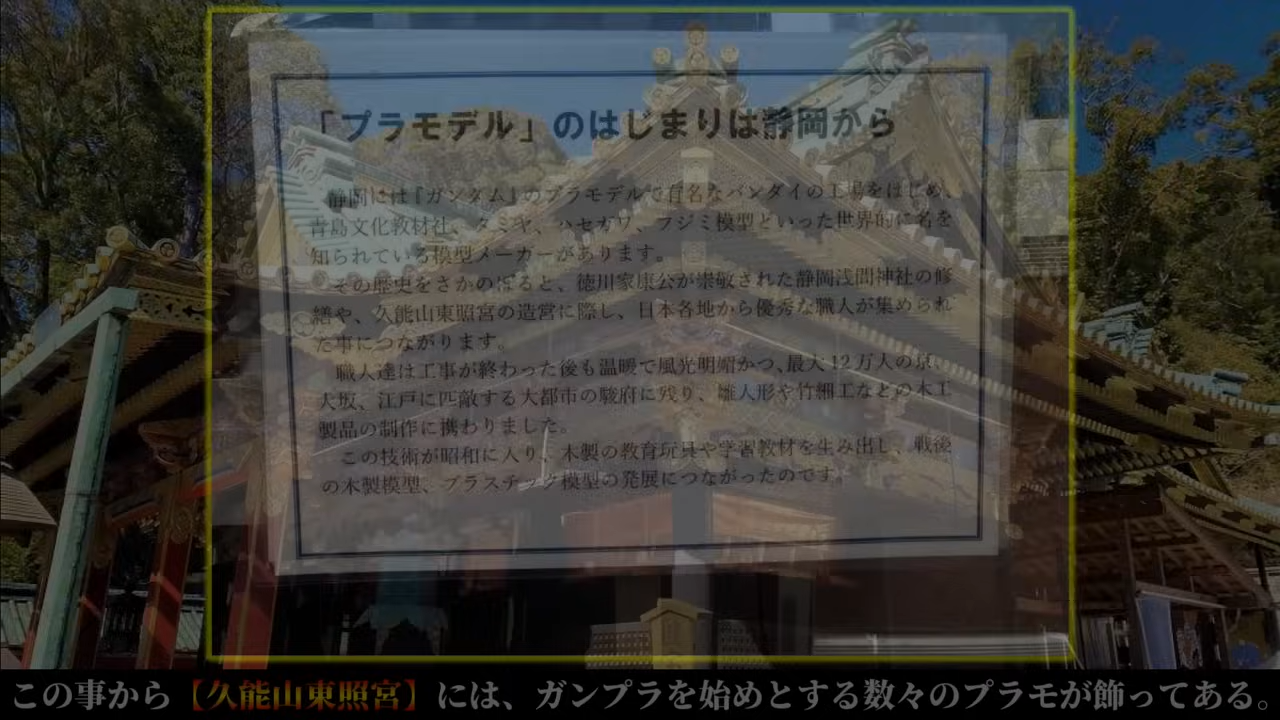 「プラモデル」のはじまりは静岡から
静岡には『ガンダム』のプラモデルで有名なバンダイの工場をはじめ、
青島文化教材社、タミヤ、ハセガワ、フジミ模型といった世界的に名を
知られている模型メーカーがあります。
その歴史をさかのぼると、徳川家康公が崇敬された静岡浅間神社の修
繕や、久能山東照宮の造営に際し、日本各地から優秀な職人が集められ
た事につながります。
職人達は工事が終わった後も温暖で風光明媚かつ、最大12万人の京、
大坂、江戸に匹敵する大都市の駿府に残り、雛人形や竹細工などの木工
製品の制作に携わりました。
この技術が昭和に入り、木製の教育玩具や学習教材を生み出し、戦後
の木製模型、プラスチック模型の発展につながったのです。
この事から【久能山東照宮】には、ガンプラを始めとする数々のプラモが飾ってある。